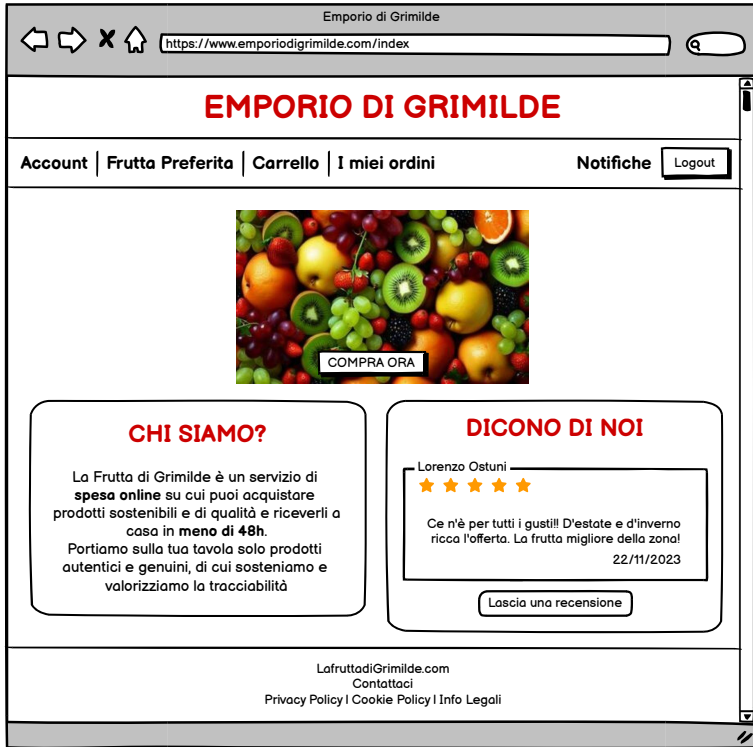 Emporio di Grimilde
https://www.emporiodigrimilde.com/index
EMPORIO DI GRIMILDE
Account | Frutta Preferita | Carrello | I miei ordini
Notifiche
Logout
COMPRA ORA
CHI SIAMO?
La Frutta di Grimilde è un servizio di
spesa online su cui puoi acquistare
prodotti sostenibili e di qualità e riceverli a
casa in meno di 48h.
Portiamo sulla tua tavola solo prodotti
autentici e genuini, di cui sosteniamo e
valorizziamo la tracciabilità
DICONO DI NOI
Lorenzo Ostuni
Ce n'è per tutti i gusti!! D'estate e d'inverno
ricca l'offerta. La frutta migliore della zona!
22/11/2023
Lascia una recensione
LafruttadiGrimilde.com
Contattaci
Privacy Policy | Cookie Policy | Info Legali